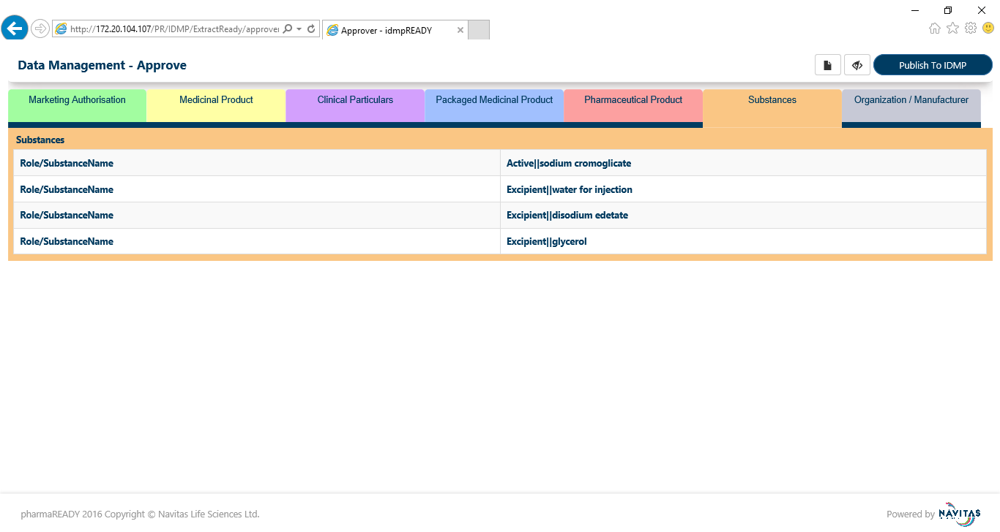 http://172.20.104.107/PR/IDMP/ExtractReady/approver
Approver - idmpREADY
Data Management - Approve
Publish To IDMP
Marketing Authorisation
Medicinal Product
Clinical Particulars
Packaged Medicinal Product
Pharmaceutical Product
Substances
Organization / Manufacturer
Substances
Role/SubstanceName
Active||sodium cromoglicate
Role/SubstanceName
Excipient||water for injection
Role/SubstanceName
Excipient||disodium edetate
Role/SubstanceName
Excipient||glycerol
pharmaREADY 2016 Copyright © Navitas Life Sciences Ltd.
Powered by
NAVITAS